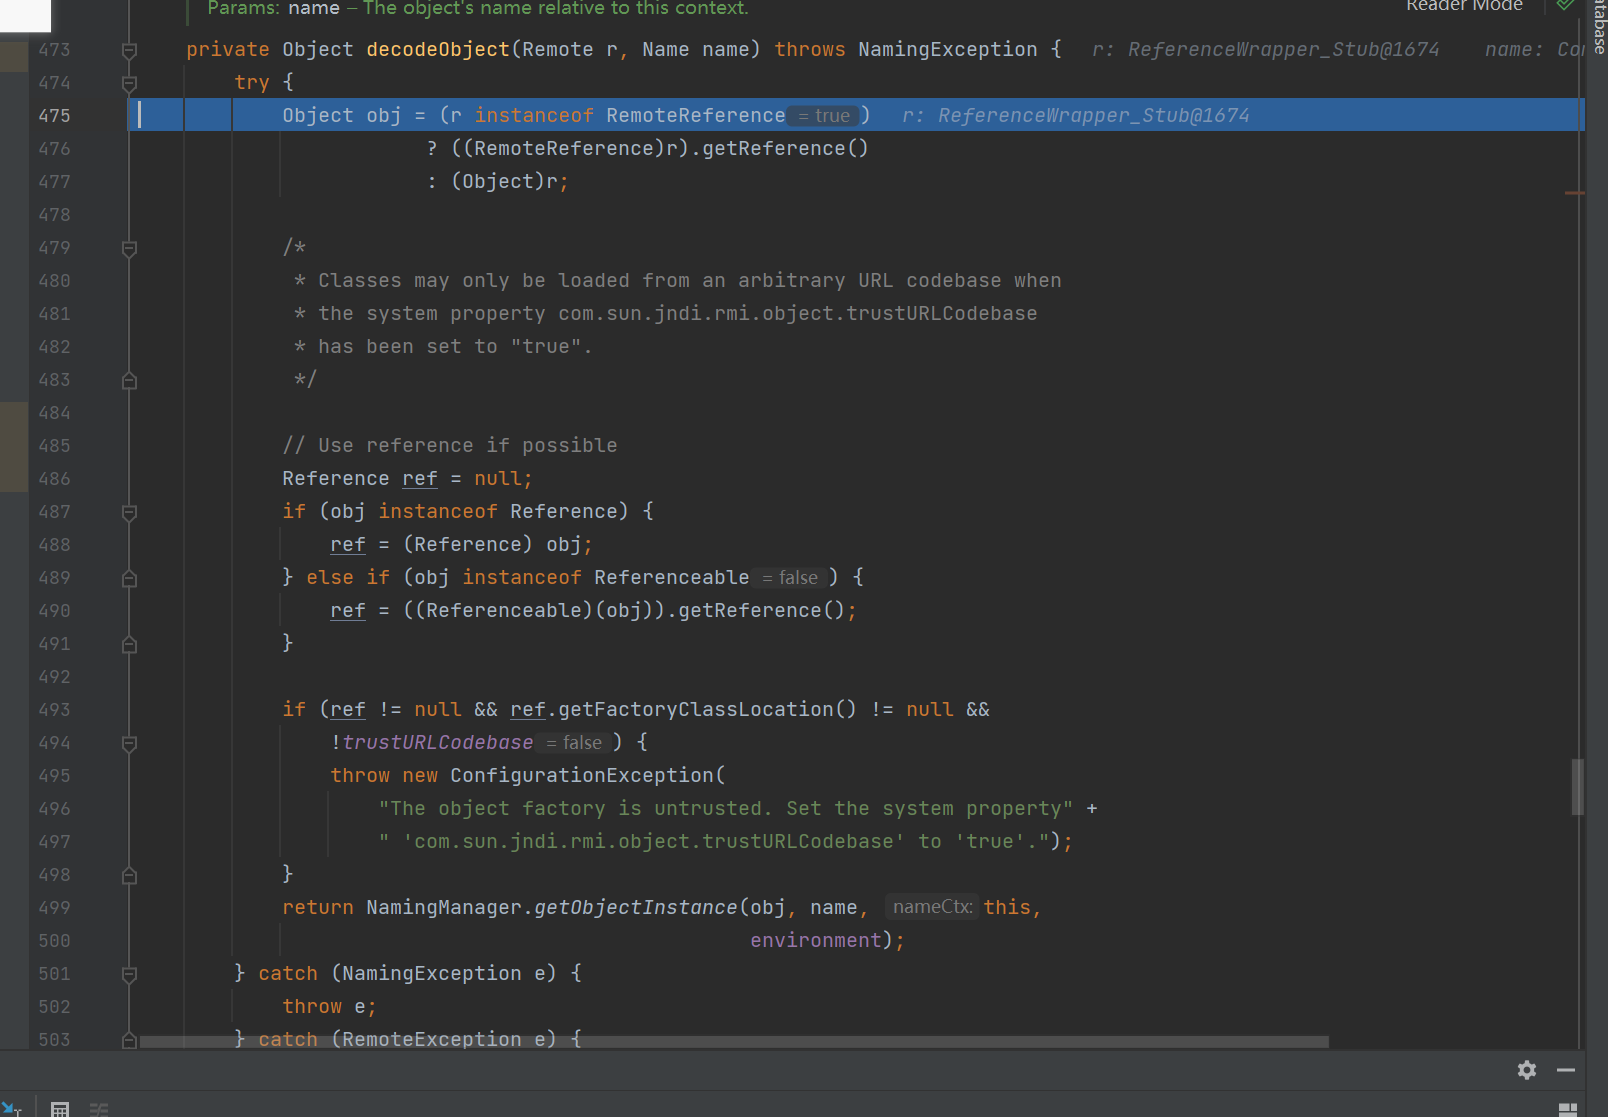 Params: name – The object's name relative to this context.
Reader Mode
atabase
473 private Object decodeObject(Remote r, Name name) throws NamingException { r: ReferenceWrapper_Stub@1674 name: Co
474 try {
475 Object obj = (r instanceof RemoteReference = true ) r: ReferenceWrapper_Stub@1674
476 ? ((RemoteReference)r).getReference()
477 : (Object)r;
478
479 /*
480 * Classes may only be loaded from an arbitrary URL codebase when
481 * the system property com.sun.jndi.rmi.object.trustURLCodebase
482 * has been set to "true".
483 */
484
485 // Use reference if possible
486 Reference ref = null;
487 if (obj instanceof Reference) {
488 ref = (Reference) obj;
489 } else if (obj instanceof Referenceable = false ) {
490 ref = ((Referenceable)(obj)).getReference();
491 }
492
493 if (ref != null && ref.getFactoryClassLocation() != null &&
494 !trustURLCodebase = false ) {
495 throw new ConfigurationException(
496 "The object factory is untrusted. Set the system property" +
497 " 'com.sun.jndi.rmi.object.trustURLCodebase' to 'true'.");
498 }
499 return NamingManager.getObjectInstance(obj, name, nameCtx: this,
500 environment);
501 } catch (NamingException e) {
502 throw e;
503 } catch (RemoteException e) {